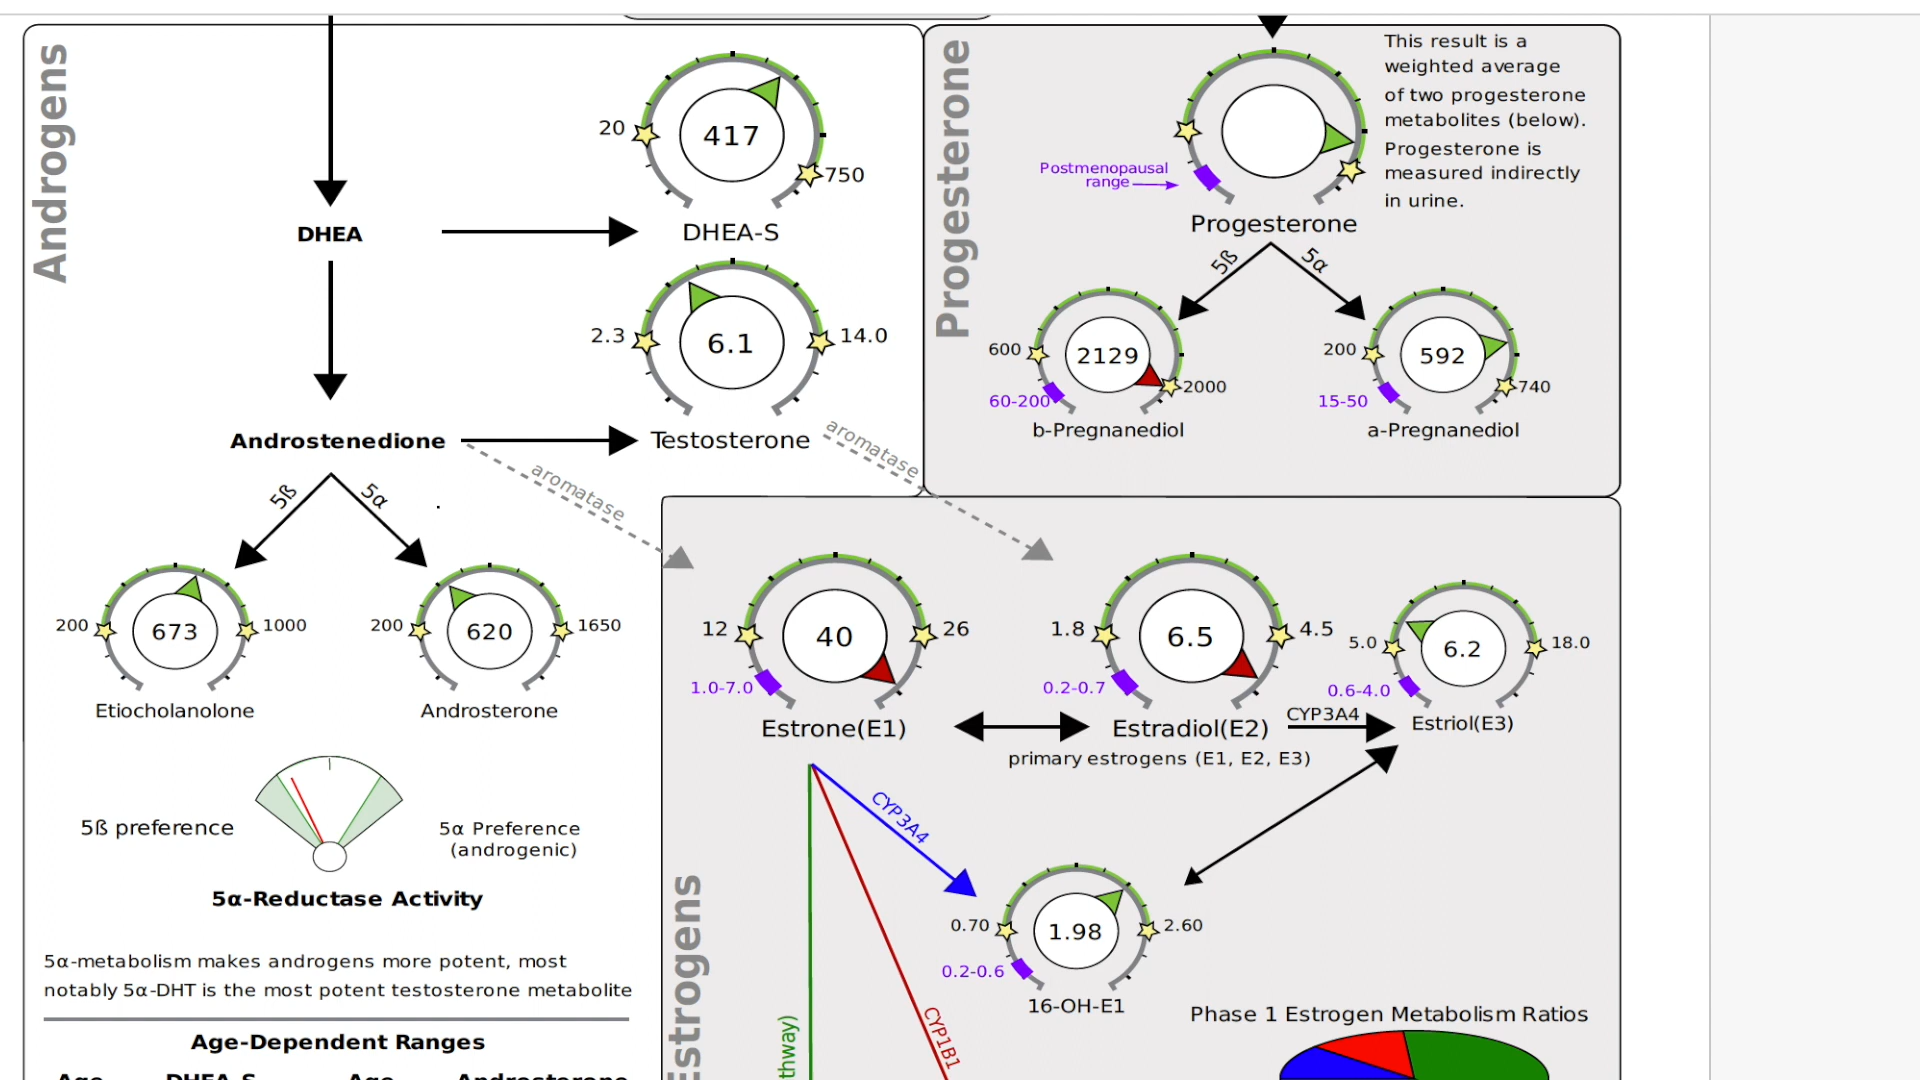 Androgens
20
417
750
DHEA
DHEA-S
2.3
6.1
14.0
Androstenedione
Testosterone
aromatase
aromatase
5ß
5α
200
673
1000
200
620
1650
Etiocholanolone
Androsterone
5ß preference
5α Preference
(androgenic)
5α-Reductase Activity
5α-metabolism makes androgens more potent, most
notably 5α-DHT is the most potent testosterone metabolite
Age-Dependent Ranges
Age
DHEA-S
Age
Androsterone
Progesterone
This result is a
weighted average
of two progesterone
metabolites (below).
Progesterone is
measured indirectly
in urine.
Postmenopausal
range
Progesterone
5ß
5α
600
2129
2000
60-200
b-Pregnanediol
200
592
740
15-50
a-Pregnanediol
Estrogens
12
40
26
1.0-7.0
Estrone(E1)
1.8
6.5
4.5
0.2-0.7
Estradiol(E2)
5.0
6.2
18.0
0.6-4.0
CYP3A4
Estriol(E3)
primary estrogens (E1, E2, E3)
CYP3A4
0.70
1.98
2.60
0.2-0.6
16-OH-E1
CYP1B1
thway)
Phase 1 Estrogen Metabolism Ratios